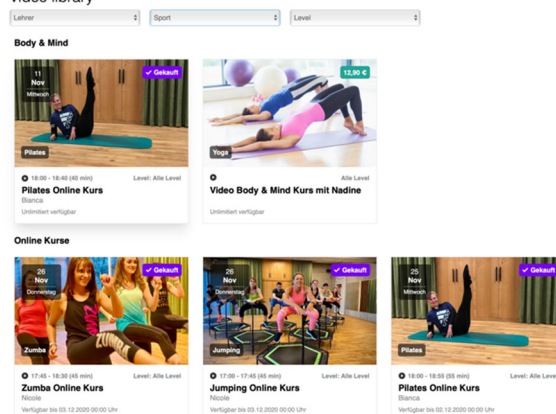 video library
Lehrer
Sport
Level
Body & Mind
11
Nov
Mittwoch
Gekauft
Pilates
18:00 - 18:40 (40 min) Level: Alle Level
Pilates Online Kurs
Bianca
Unlimitiert verfügbar
12,90 €
Yoga
Alle Level
Video Body & Mind Kurs mit Nadine
Unlimitiert verfügbar
Online Kurse
26
Nov
Donnerstag
Gekauft
Zumba
17:45 - 18:30 (45 min) Level: Alle Level
Zumba Online Kurs
Nicole
Verfügbar bis 03.12.2020 00:00 Uhr
26
Nov
Donnerstag
Gekauft
Jumping
17:00 - 17:45 (45 min) Level: Alle Level
Jumping Online Kurs
Nicole
Verfügbar bis 03.12.2020 00:00 Uhr
25
Nov
Mittwoch
Gekauft
Pilates
18:00 - 18:55 (55 min) Level: Alle Leve
Pilates Online Kurs
Bianca
Verfügbar bis 02.12.2020 00:00 Uhr